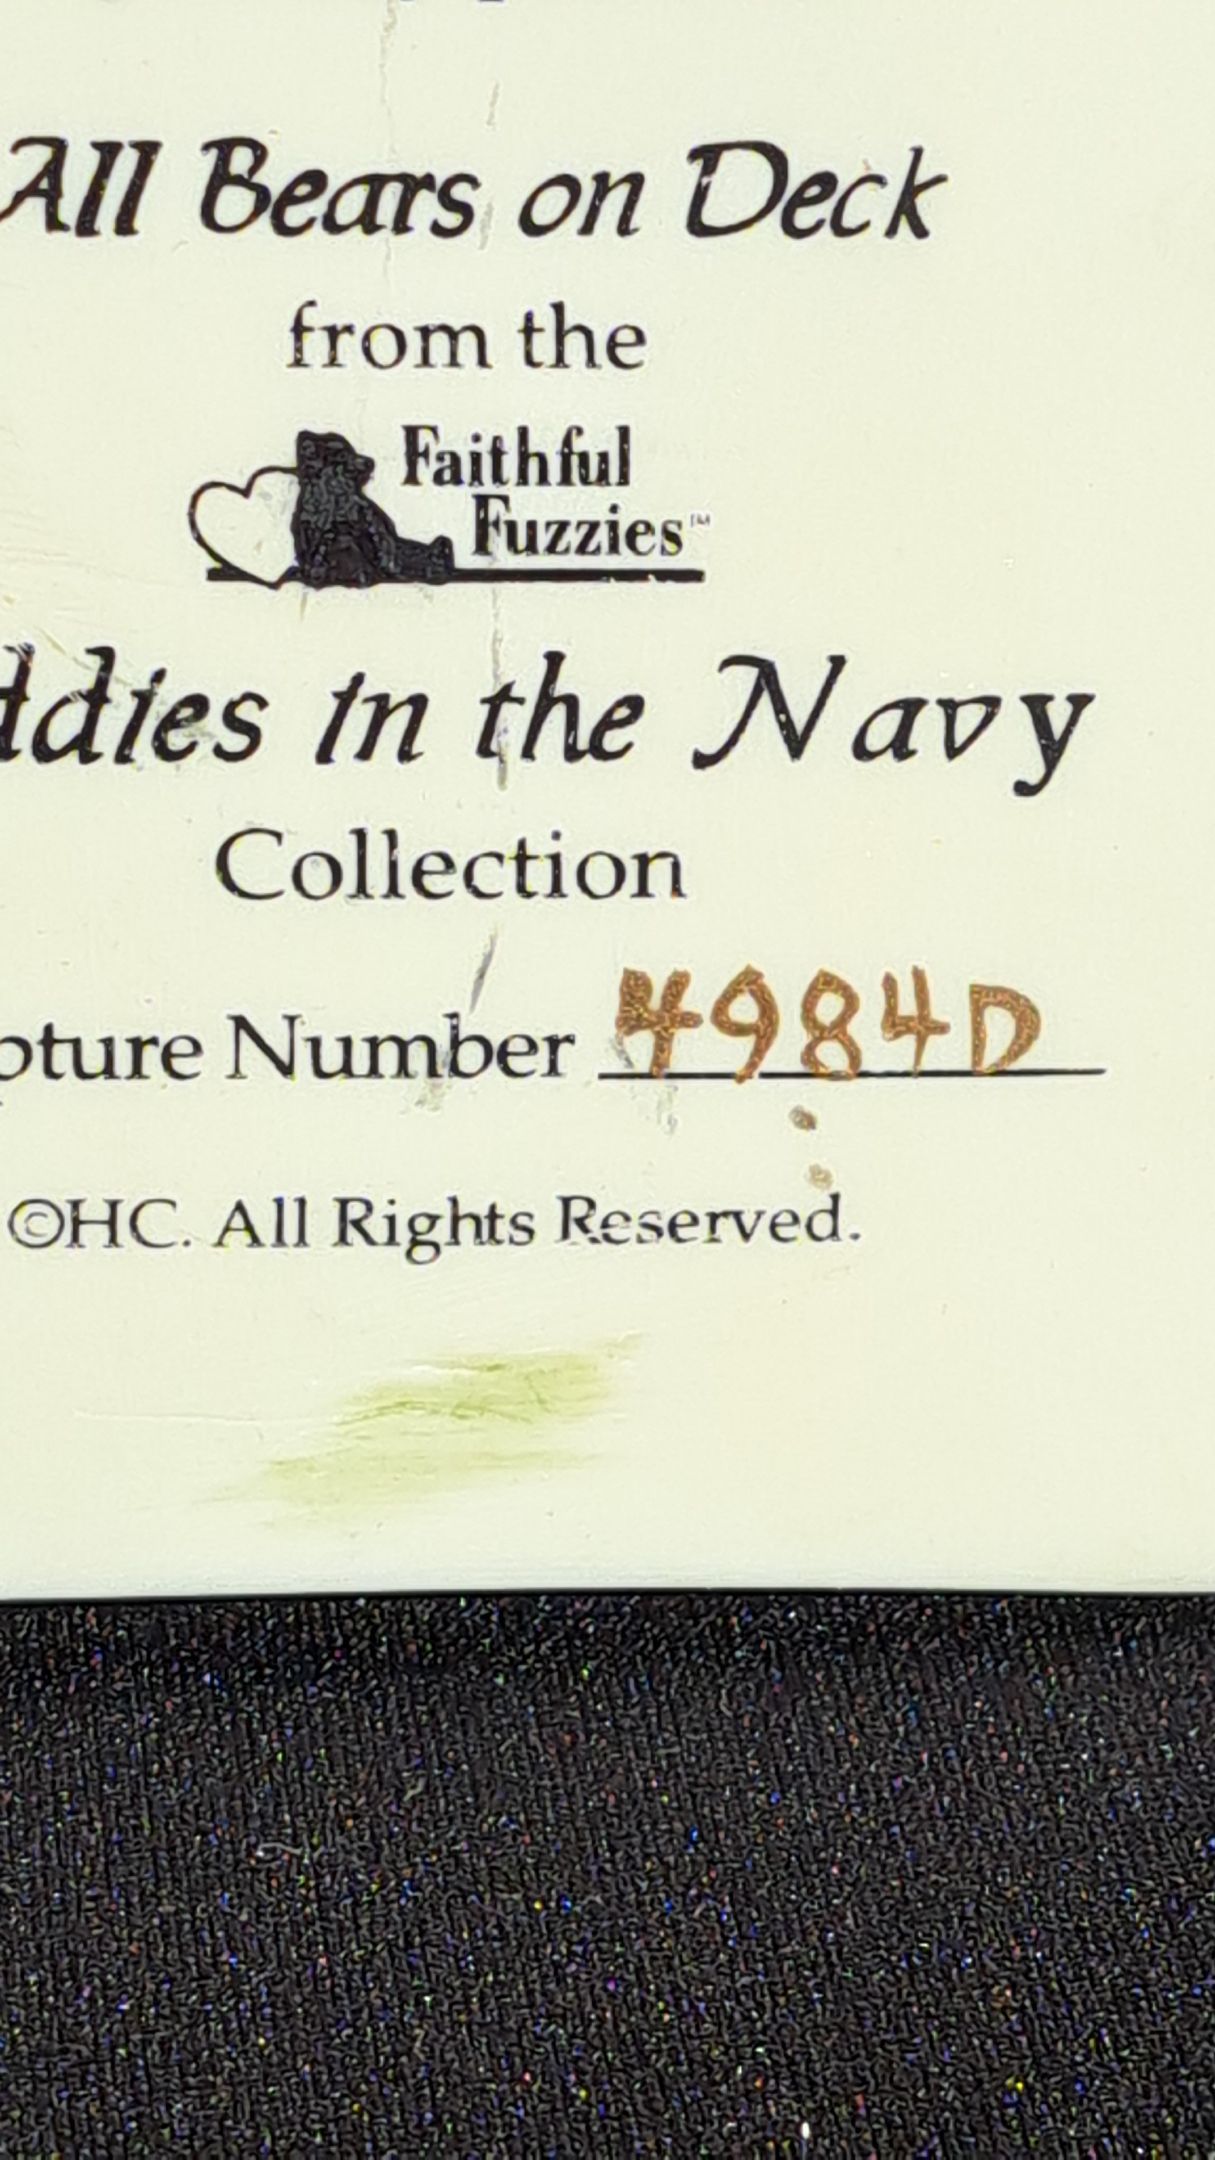 All Bears on Deck
from the
Faithful
Fuzzies™
ddies in the Navy
Collection
pture Number 4984D
©HC. All Rights Reserved.